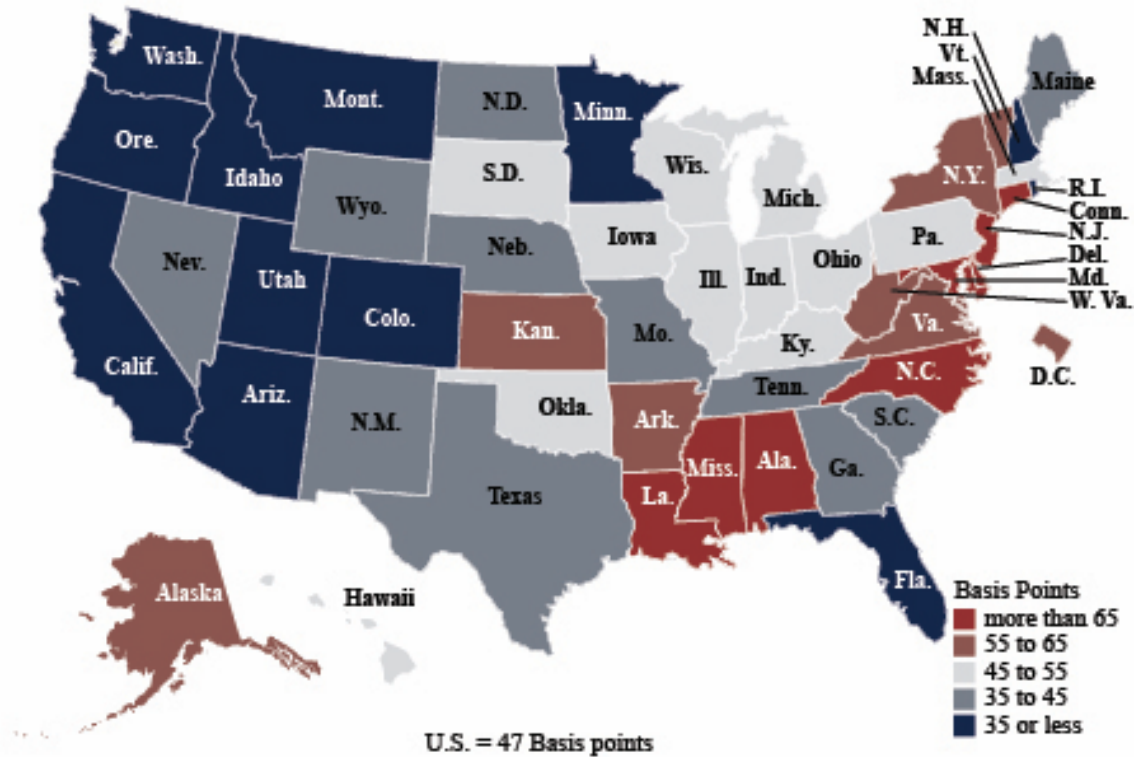 N.H.
Wash.
Vt.
Mass.
Maine
Mont.
N.D.
Minn.
Ore.
Wis.
S.D.
Idaho
N.Y.
R.I.
Mich.
Wyo.
Conn.
N.J.
Iowa
Pa.
Neb.
Del.
Nev.
Ohio
Utah
Ill.
Ind.
Md.
W. Va.
Colo.
Kan.
Va.
Mo.
Ky.
Calif.
N.C.
D.C.
Tenn.
Ariz.
Okla.
N.M.
Ark.
S.C.
Miss.
Ala.
Ga.
Texas
La.
Fla.
Alaska
Hawaii
Basis Points
more than 65
55 to 65
45 to 55
35 to 45
35 or less
U.S. = 47 Basis points